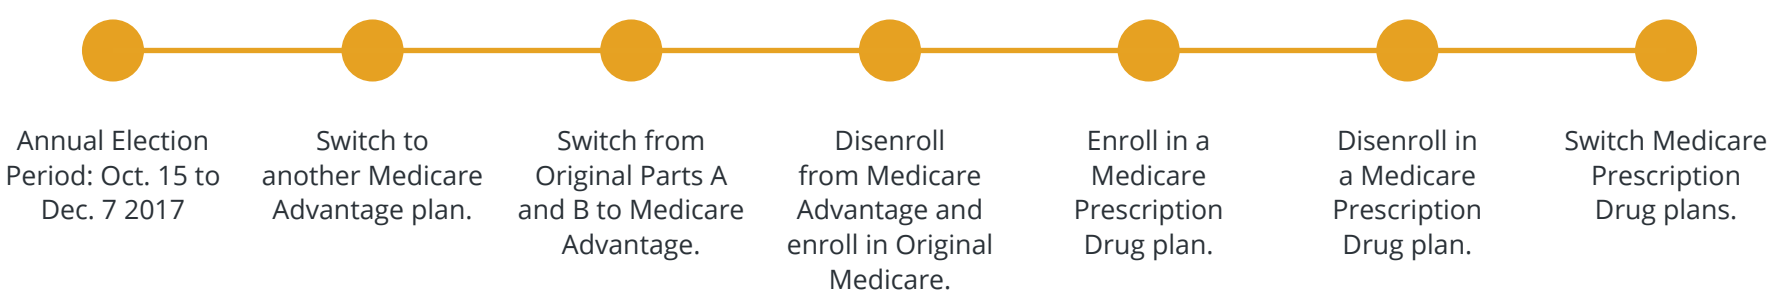 Annual Election
Period: Oct. 15 to
Dec. 7 2017
Switch to
another Medicare
Advantage plan.
Switch from
Original Parts A
and B to Medicare
Advantage.
Disenroll
from Medicare
Advantage and
enroll in Original
Medicare.
Enroll in a
Medicare
Prescription
Drug plan.
Disenroll in
a Medicare
Prescription
Drug plan.
Switch Medicare
Prescription
Drug plans.